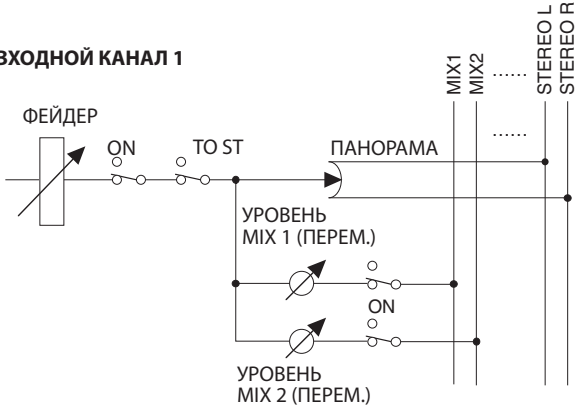 ВХОДНОЙ КАНАЛ 1
MIX1
MIX2
......
STEREO L
STEREO R
ФЕЙДЕР
ON
TO ST
ПАНОРАМА
......
УРОВЕНЬ
MIX 1 (ПЕРЕМ.)
ON
УРОВЕНЬ
MIX 2 (ПЕРЕМ.)